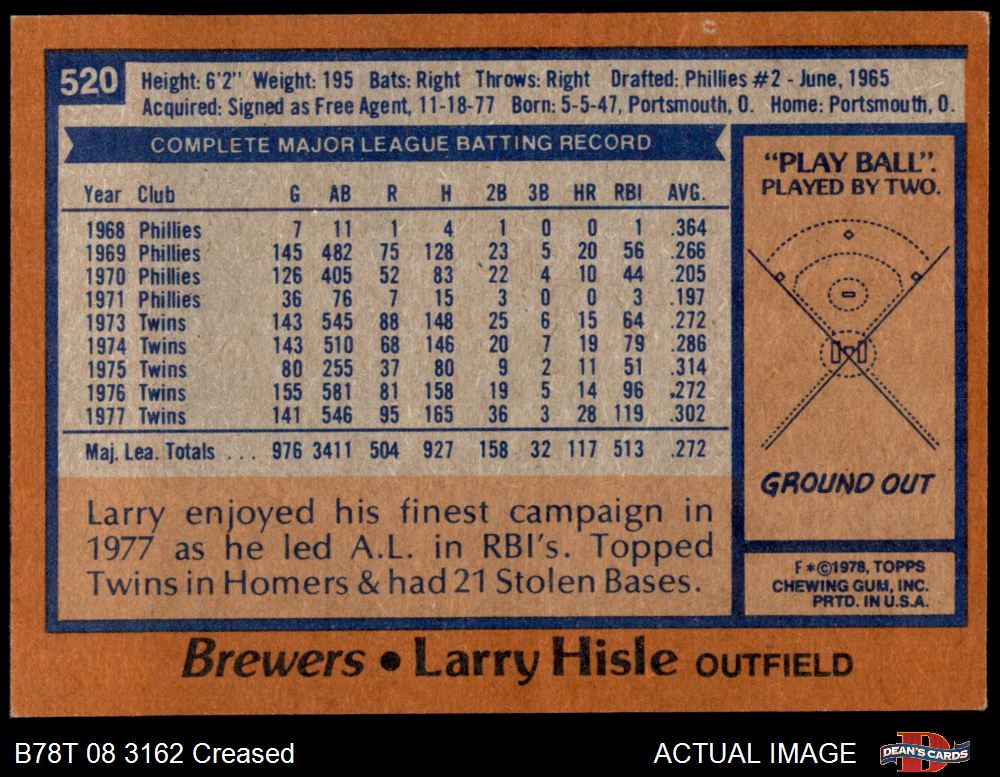 520
Height: 6'2" Weight: 195 Bats: Right Throws: Right Drafted: Phillies #2 - June, 1965
Acquired: Signed as Free Agent, 11-18-77 Born: 5-5-47, Portsmouth, O. Home: Portsmouth, O.
COMPLETE MAJOR LEAGUE BATTING RECORD
Year Club G AB R H 2B 3B HR RBI AVG.
1968 Phillies 7 11 1 4 1 0 0 1 .364
1969 Phillies 145 482 75 128 23 5 20 56 .266
1970 Phillies 126 405 52 83 22 4 10 44 .205
1971 Phillies 36 76 7 15 3 0 0 3 .197
1973 Twins 143 545 88 148 25 6 15 64 .272
1974 Twins 143 510 68 146 20 7 19 79 .286
1975 Twins 80 255 37 80 9 2 11 51 .314
1976 Twins 155 581 81 158 19 5 14 96 .272
1977 Twins 141 546 95 165 36 3 28 119 .302
Maj. Lea. Totals . . . 976 3411 504 927 158 32 117 513 .272
Larry enjoyed his finest campaign in
1977 as he led A.L. in RBI's. Topped
Twins in Homers & had 21 Stolen Bases.
"PLAY BALL".
PLAYED BY TWO.
GROUND OUT
F*©1978, TOPPS
CHEWING GUM, INC.
PRTD. IN U.S.A.
Brewers • Larry Hisle OUTFIELD
B78T 08 3162 Creased
ACTUAL IMAGE
DEAN'S CARDS